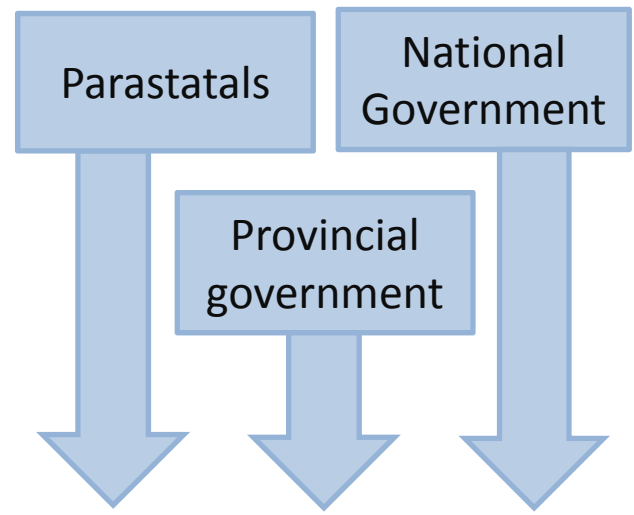 Parastatals
National
Government
Provincial
government